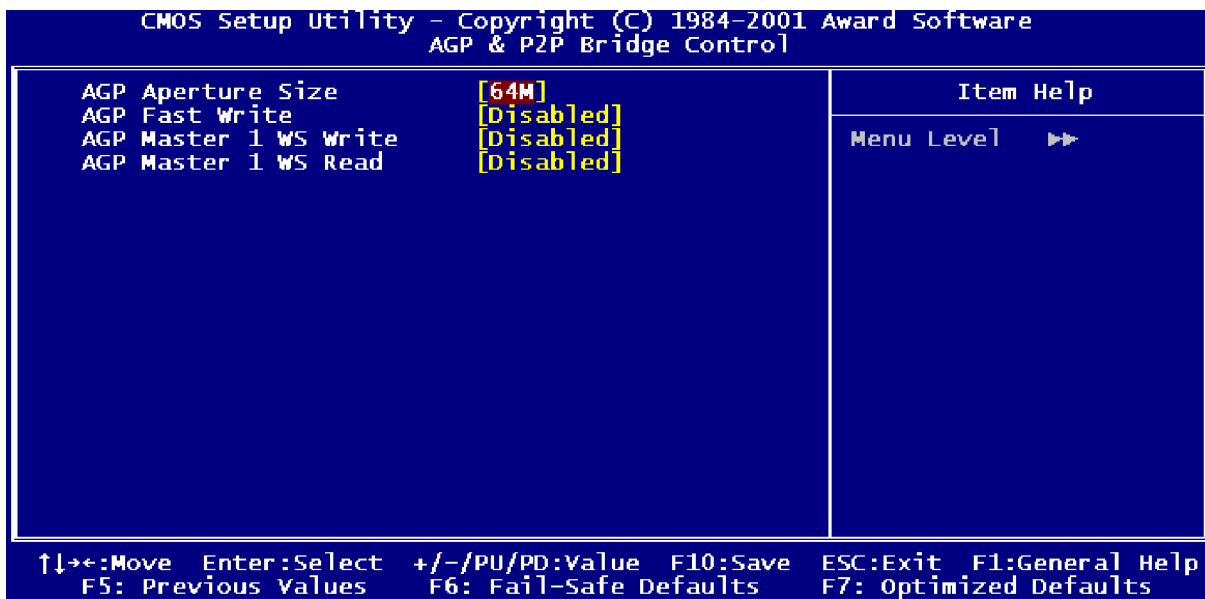 CMOS Setup Utility – Copyright (C) 1984–2001 Award Software
AGP & P2P Bridge Control
AGP Aperture Size [64M]
AGP Fast Write [Disabled]
AGP Master 1 WS Write [Disabled]
AGP Master 1 WS Read [Disabled]
Item Help
Menu Level ▶▶
↑↓→←:Move Enter:Select +/-/PU/PD:Value F10:Save ESC:Exit F1:General Help
F5: Previous Values F6: Fail-Safe Defaults F7: Optimized Defaults